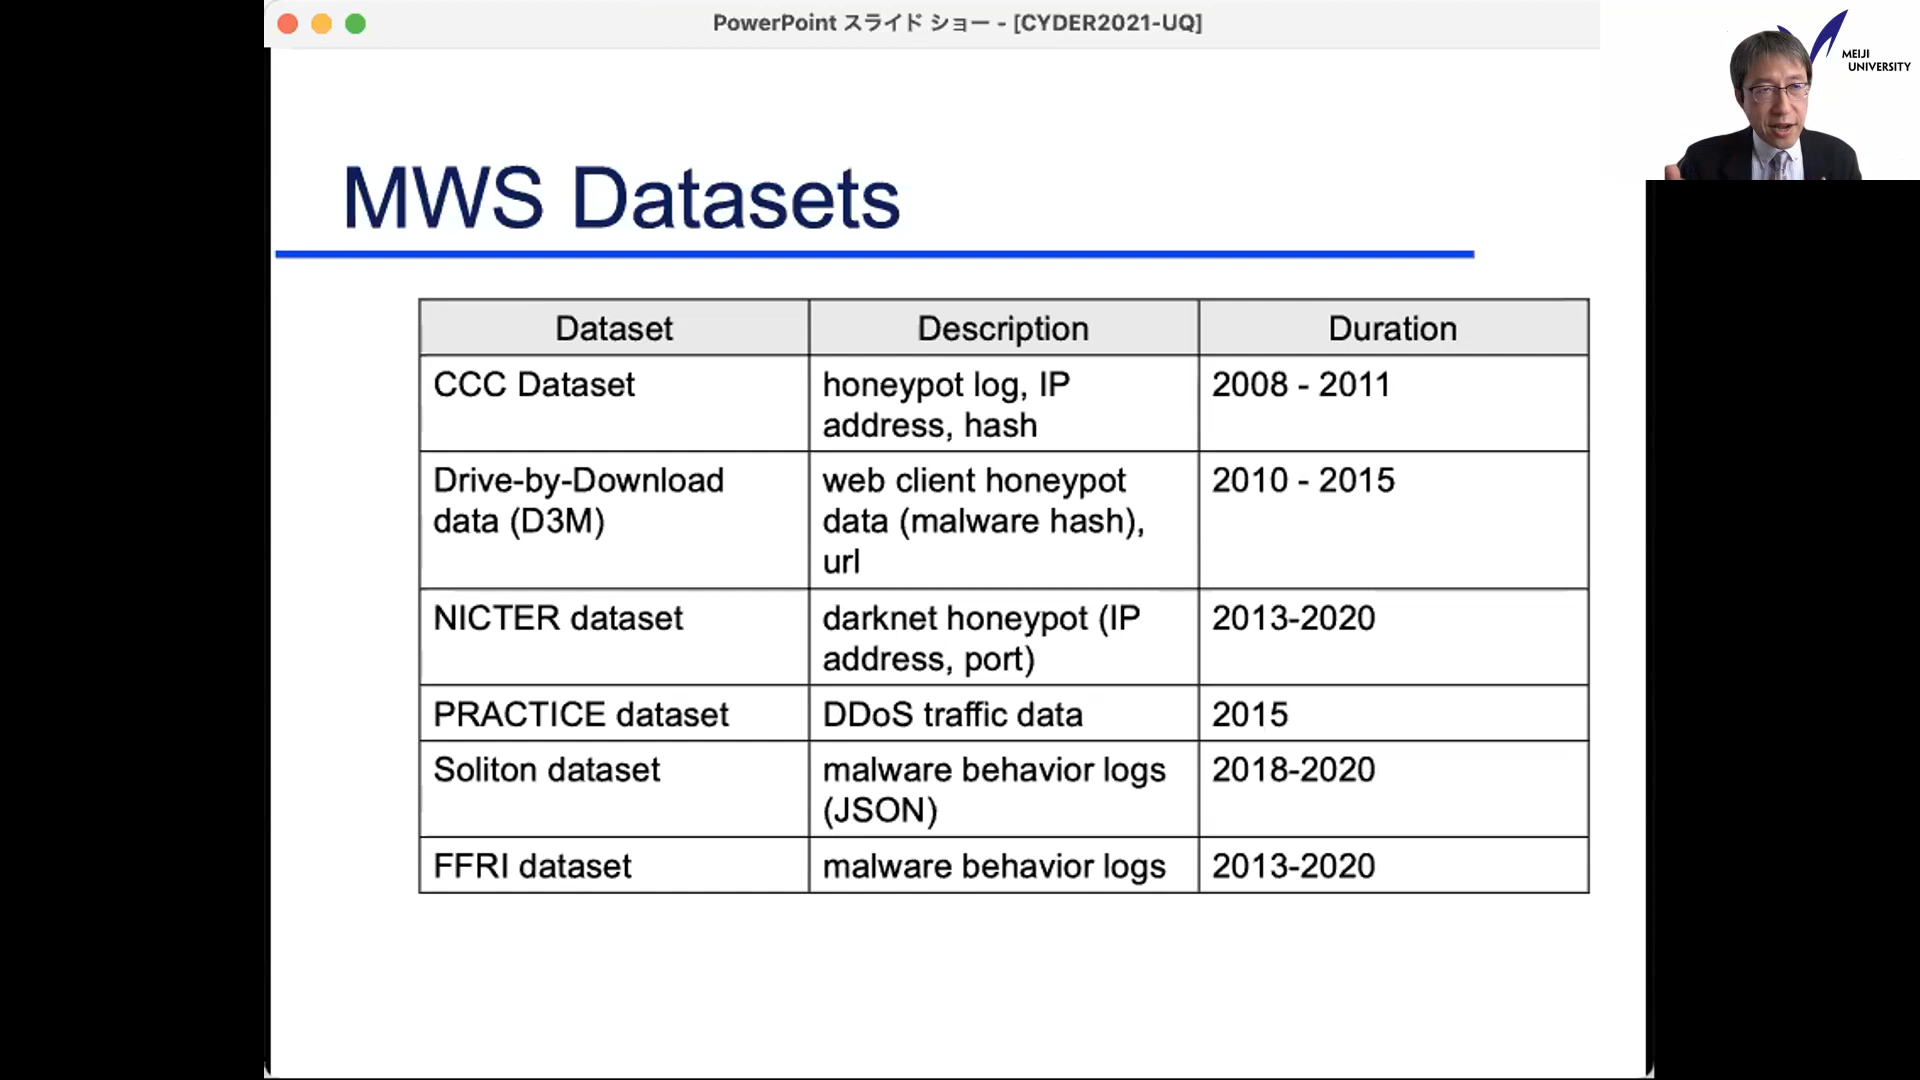 PowerPoint スライド ショー - [CYDER2021-UQ]
MEIJI
UNIVERSITY
MWS Datasets
Dataset
Description
Duration
CCC Dataset
honeypot log, IP
address, hash
2008 - 2011
Drive-by-Download
data (D3M)
web client honeypot
data (malware hash),
url
2010 - 2015
NICTER dataset
darknet honeypot (IP
address, port)
2013-2020
PRACTICE dataset
DDoS traffic data
2015
Soliton dataset
malware behavior logs
(JSON)
2018-2020
FFRI dataset
malware behavior logs
2013-2020